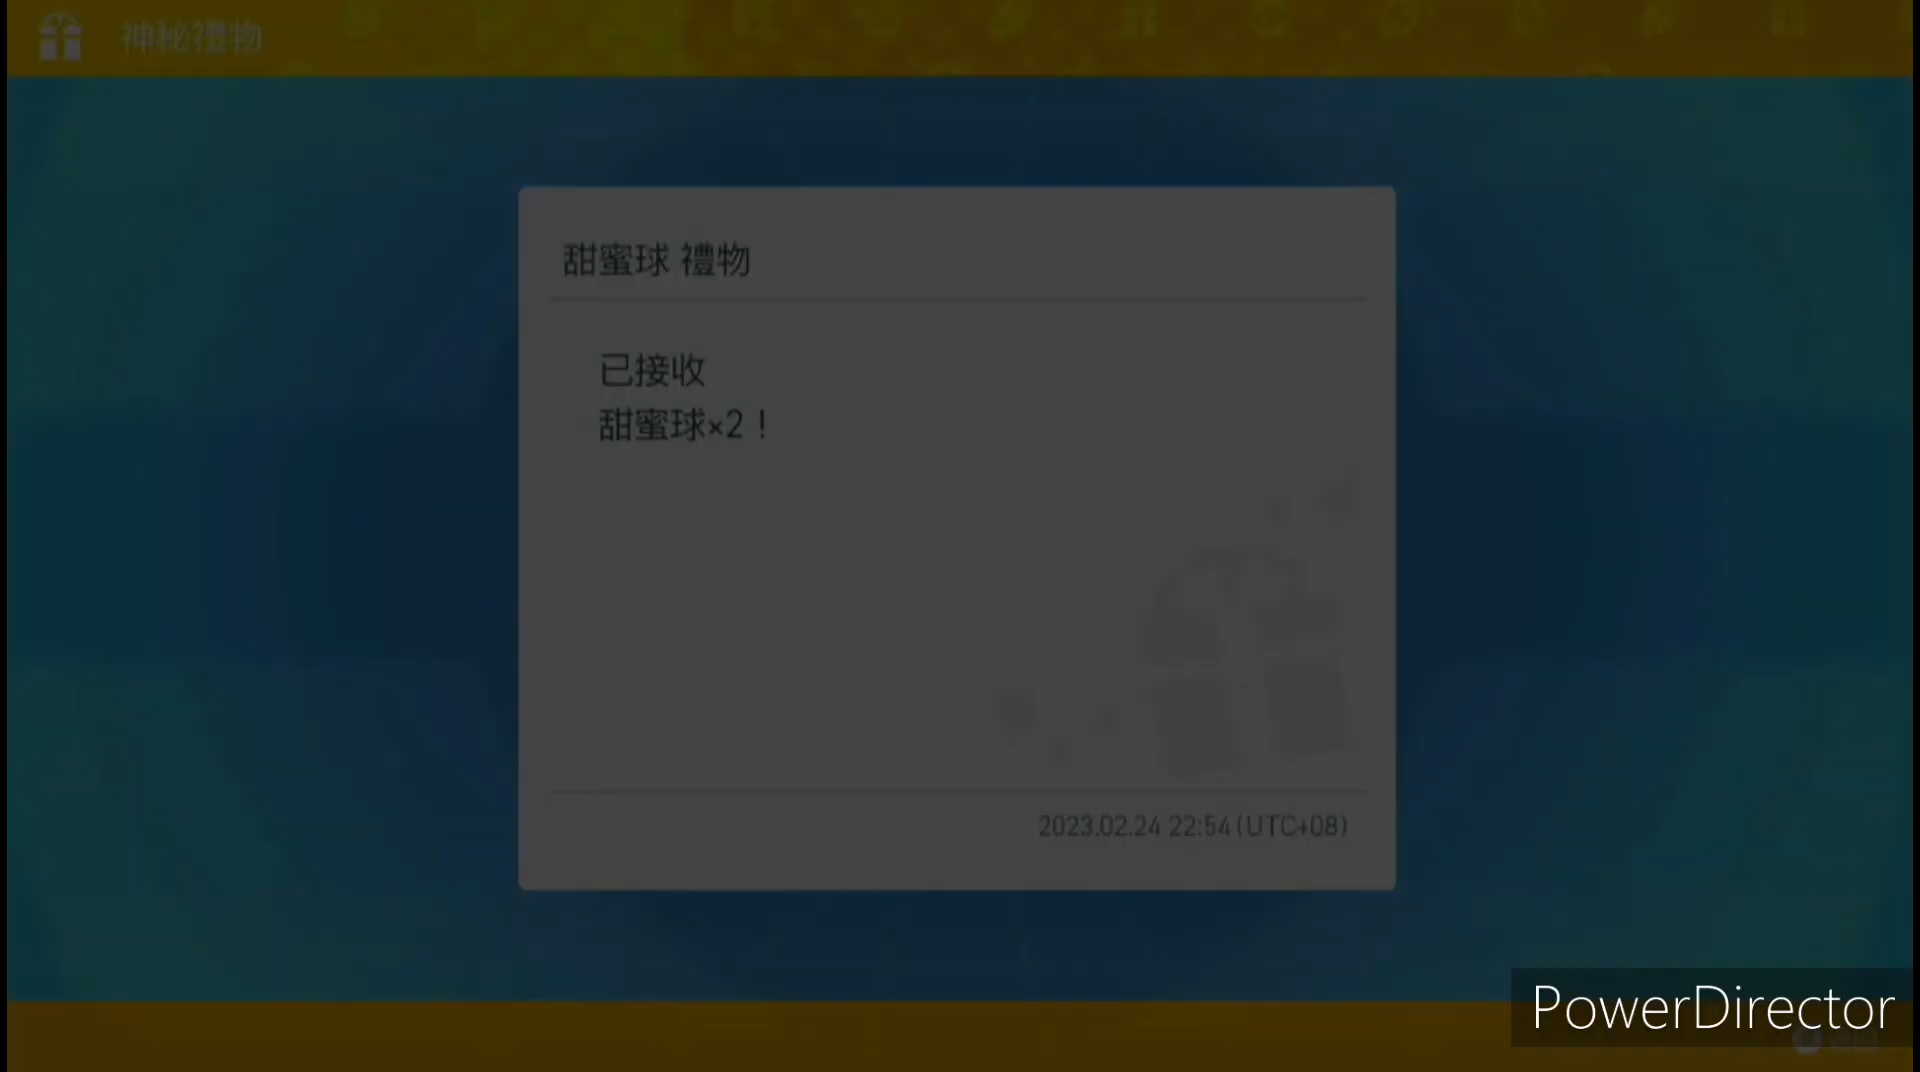 神秘禮物
甜蜜球 禮物
已接收
甜蜜球×2！
2023.02.24 22:54(UTC+08)
PowerDirector